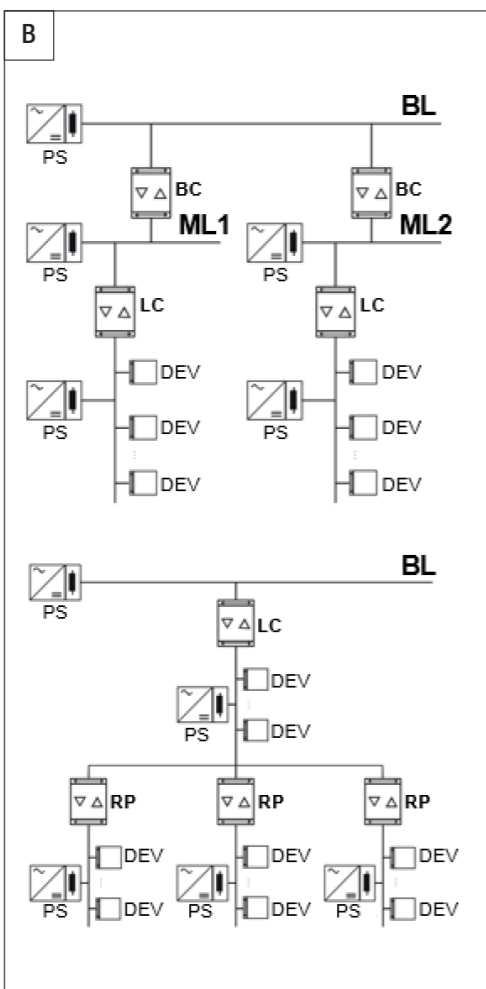 B
BL
PS
BC BC
ML1 ML2
PS PS
LC LC
DEV DEV
PS PS
DEV DEV
DEV DEV
BL
PS
LC
DEV
PS
DEV
RP RP RP
DEV DEV DEV
PS PS PS
DEV DEV DEV